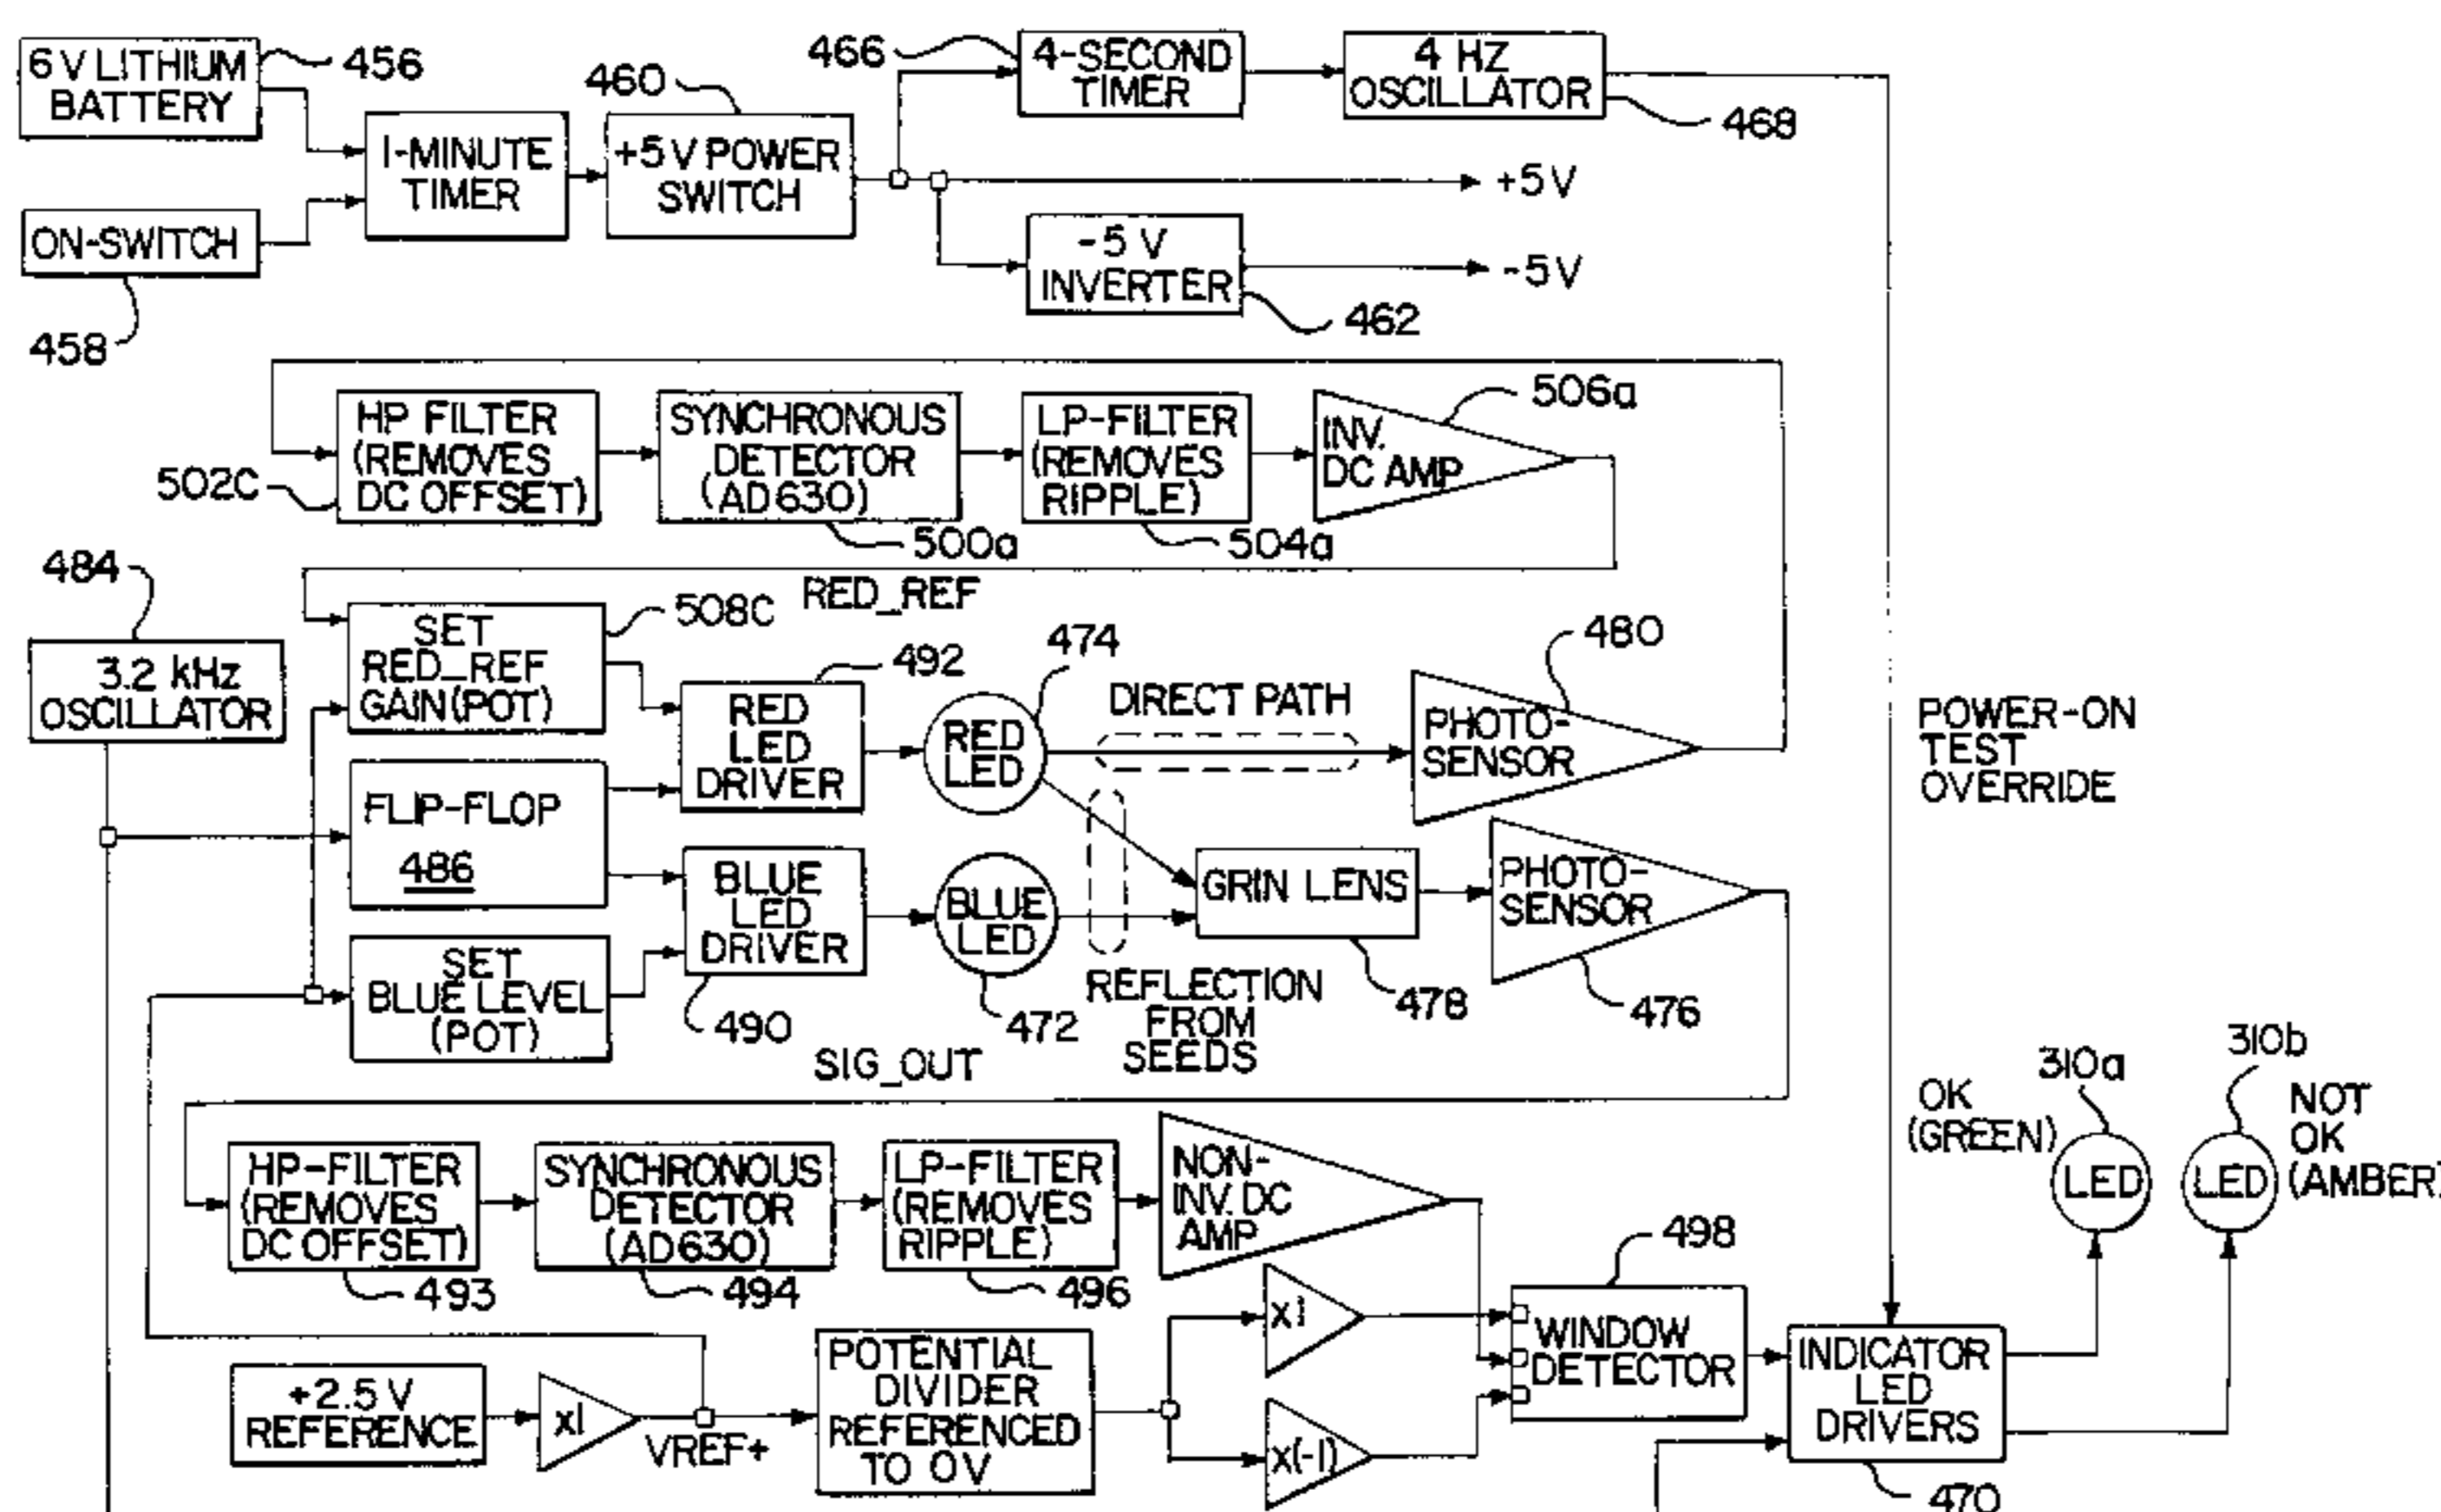 6 V LITHIUM
BATTERY
456
ON-SWITCH
458
1-MINUTE
TIMER
460
+5 V POWER
SWITCH
466
4-SECOND
TIMER
4 HZ
OSCILLATOR
468
+5 V
-5 V
INVERTER
462
-5 V
HP FILTER
(REMOVES
DC OFFSET)
502C
SYNCHRONOUS
DETECTOR
(AD630)
500a
LP-FILTER
(REMOVES
RIPPLE)
504a
INV.
DC AMP
506a
RED_REF
484
3.2 kHz
OSCILLATOR
SET
RED_REF
GAIN (POT)
508C
FLIP-FLOP
486
SET
BLUE LEVEL
(POT)
492
RED
LED
DRIVER
BLUE
LED
DRIVER
490
474
RED
LED
BLUE
LED
472
DIRECT PATH
REFLECTION
FROM
SEEDS
GRIN LENS
478
480
PHOTO-
SENSOR
PHOTO-
SENSOR
476
POWER-ON
TEST
OVERRIDE
SIG_OUT
HP-FILTER
(REMOVES
DC OFFSET)
493
SYNCHRONOUS
DETECTOR
(AD630)
494
LP-FILTER
(REMOVES
RIPPLE)
496
NON-
INV. DC
AMP
+2.5 V
REFERENCE
x1
VREF+
POTENTIAL
DIVIDER
REFERENCED
TO 0V
x1
x(-1)
498
WINDOW
DETECTOR
INDICATOR
LED
DRIVERS
470
OK
(GREEN)
310a
LED
310b
LED
NOT
OK
(AMBER)